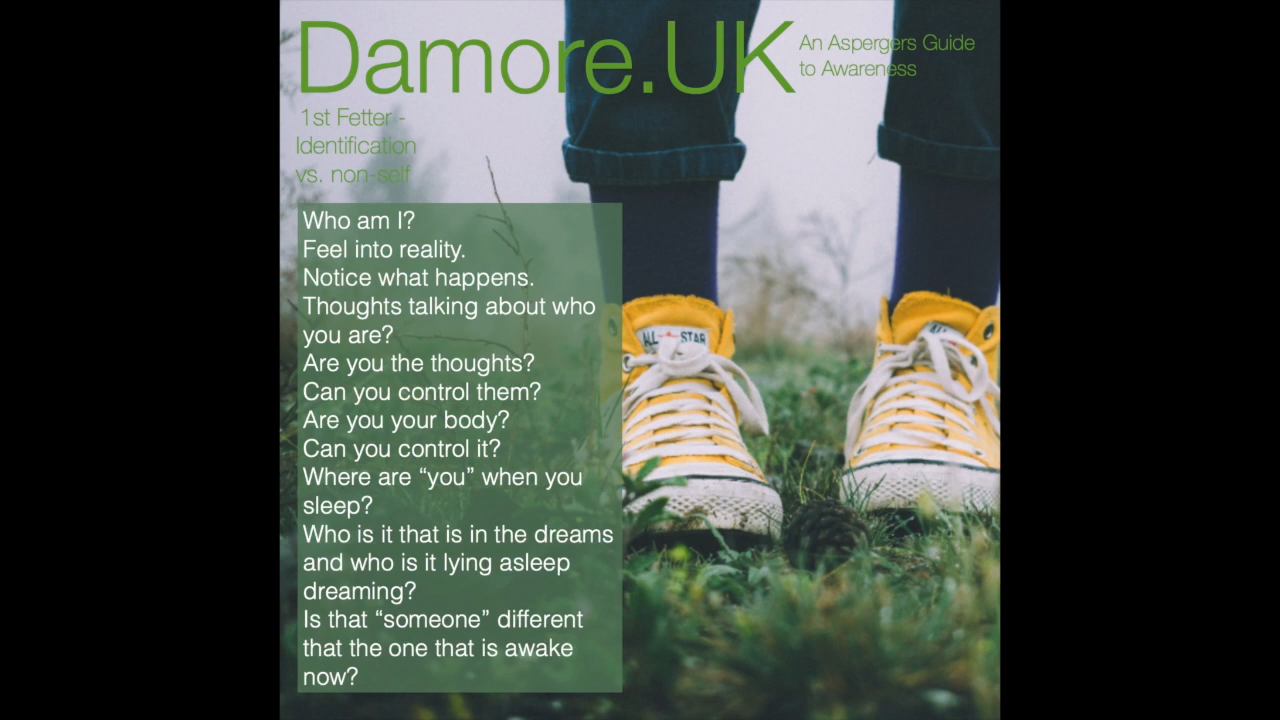 Damore.UK
An Aspergers Guide
to Awareness
1st Fetter -
Identification
vs. non-self
Who am I?
Feel into reality.
Notice what happens.
Thoughts talking about who
you are?
Are you the thoughts?
Can you control them?
Are you your body?
Can you control it?
Where are “you” when you
sleep?
Who is it that is in the dreams
and who is it lying asleep
dreaming?
Is that “someone” different
that the one that is awake
now?
ALL STAR
ALL